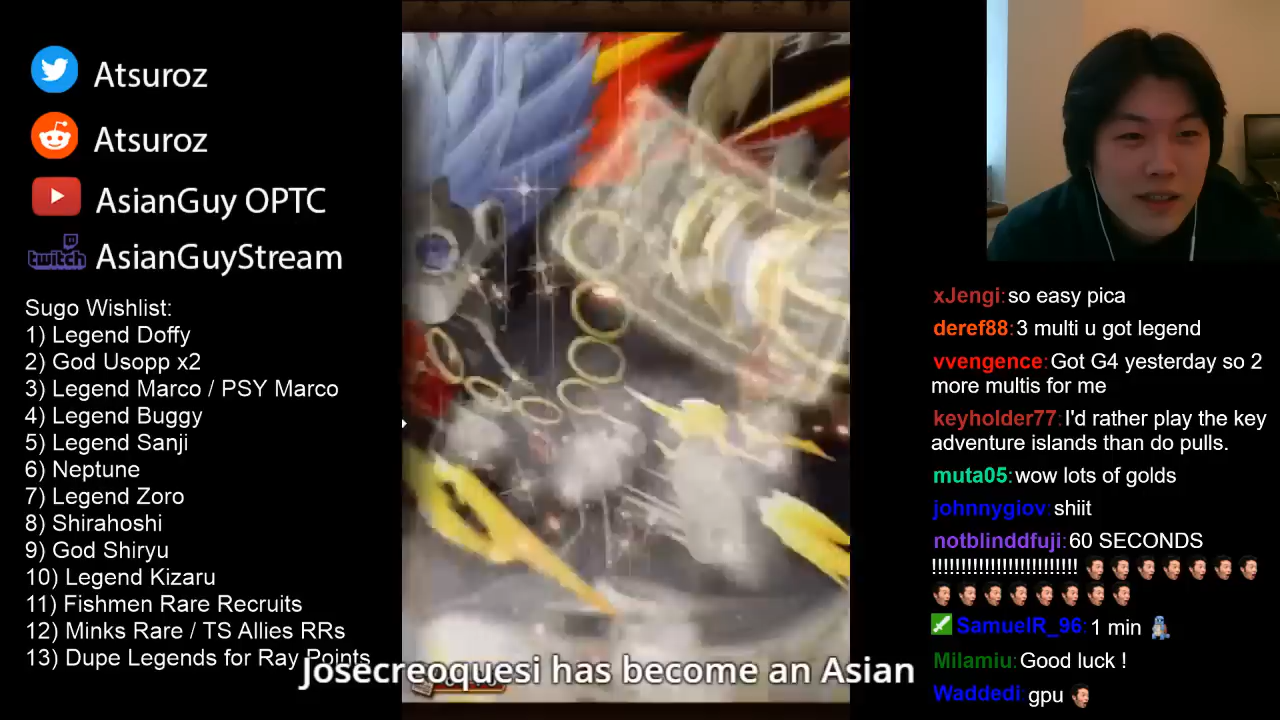 Atsuroz
Atsuroz
AsianGuy OPTC
twitch AsianGuyStream
Sugo Wishlist:
1) Legend Doffy
2) God Usopp x2
3) Legend Marco / PSY Marco
4) Legend Buggy
5) Legend Sanji
6) Neptune
7) Legend Zoro
8) Shirahoshi
9) God Shiryu
10) Legend Kizaru
11) Fishmen Rare Recruits
12) Minks Rare / TS Allies RRs
13) Dupe Legends for Ray Points
Josecreoquesi has become an Asian
xJengi: so easy pica
deref88: 3 multi u got legend
vvengence: Got G4 yesterday so 2
more multis for me
keyholder77: I'd rather play the key
adventure islands than do pulls.
muta05: wow lots of golds
johnnygiov: shiit
notblinddfuji: 60 SECONDS
!!!!!!!!!!!!!!!!!!!!!!!!!
SamuelR_96: 1 min
Milamiu: Good luck !
Waddedi: gpu